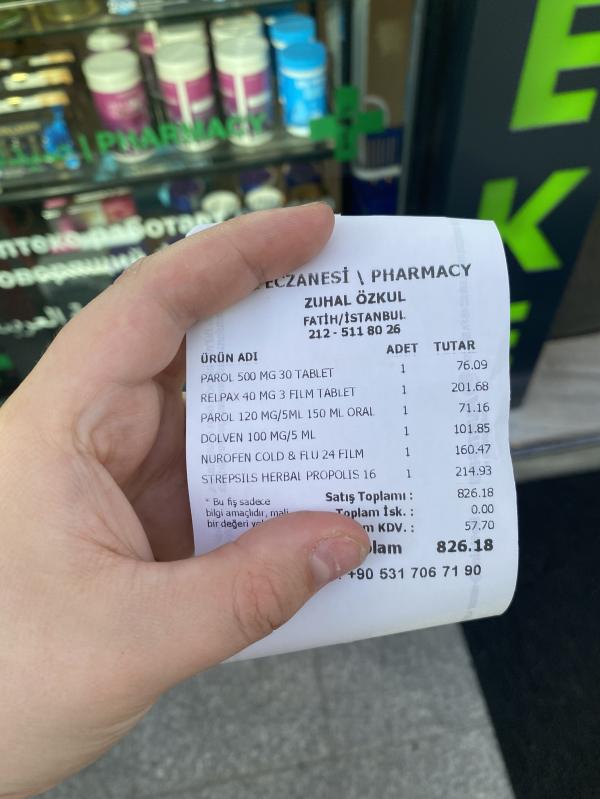 PHARMACY
ECZANESİ \ PHARMACY
ZUHAL ÖZKUL
FATİH/İSTANBUL
212 - 511 80 26
ÜRÜN ADI ADET TUTAR
PAROL 500 MG 30 TABLET 1 76.09
RELPAX 40 MG 3 FILM TABLET 1 201.68
PAROL 120 MG/5ML 150 ML ORAL 1 71.16
DOLVEN 100 MG/5 ML 1 101.85
NUROFEN COLD & FLU 24 FILM 1 160.47
STREPSILS HERBAL PROPOLIS 16 1 214.93
* Bu fiş sadece
bilgi amaçlıdır, mali
bir değeri
Satış Toplamı : 826.18
Toplam İsk. : 0.00
KDV. : 57.70
826.18
+90 531 706 71 90
E
K